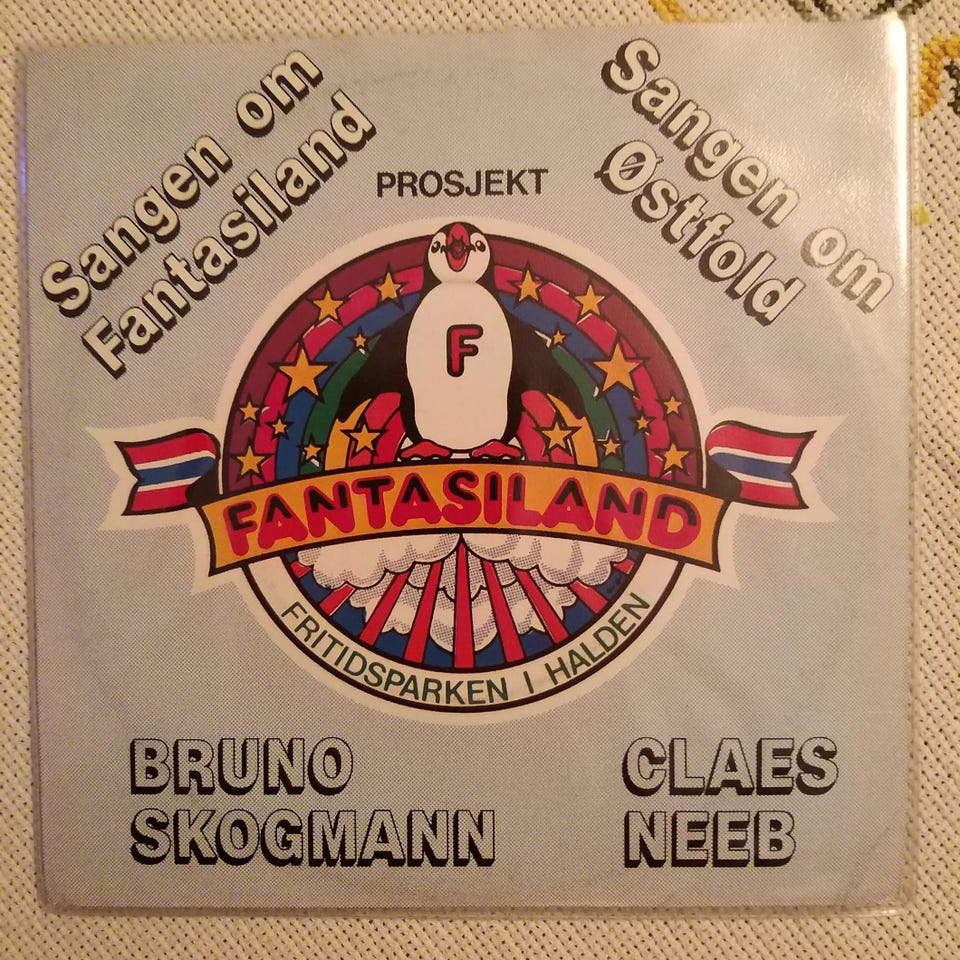 Sangen om
Fantasiland
Sangen om
Østfold
PROSJEKT
F
FANTASILAND
FRITIDSPARKEN I HALDEN
BRUNO
SKOGMANN
CLAES
NEEB